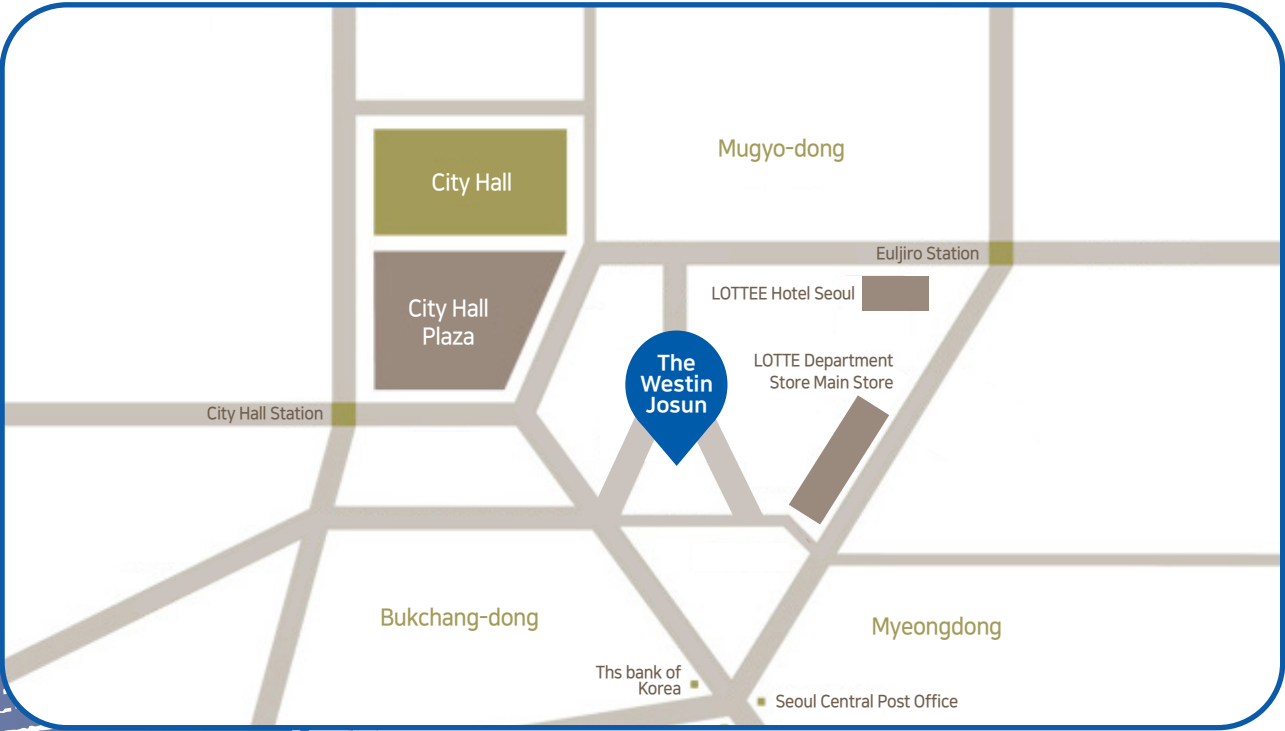 City Hall
Mugyo-dong
Euljiro Station
City Hall
Plaza
LOTTEE Hotel Seoul
The
Westin
Josun
LOTTE Department
Store Main Store
City Hall Station
Bukchang-dong
Myeongdong
Ths bank of
Korea
Seoul Central Post Office